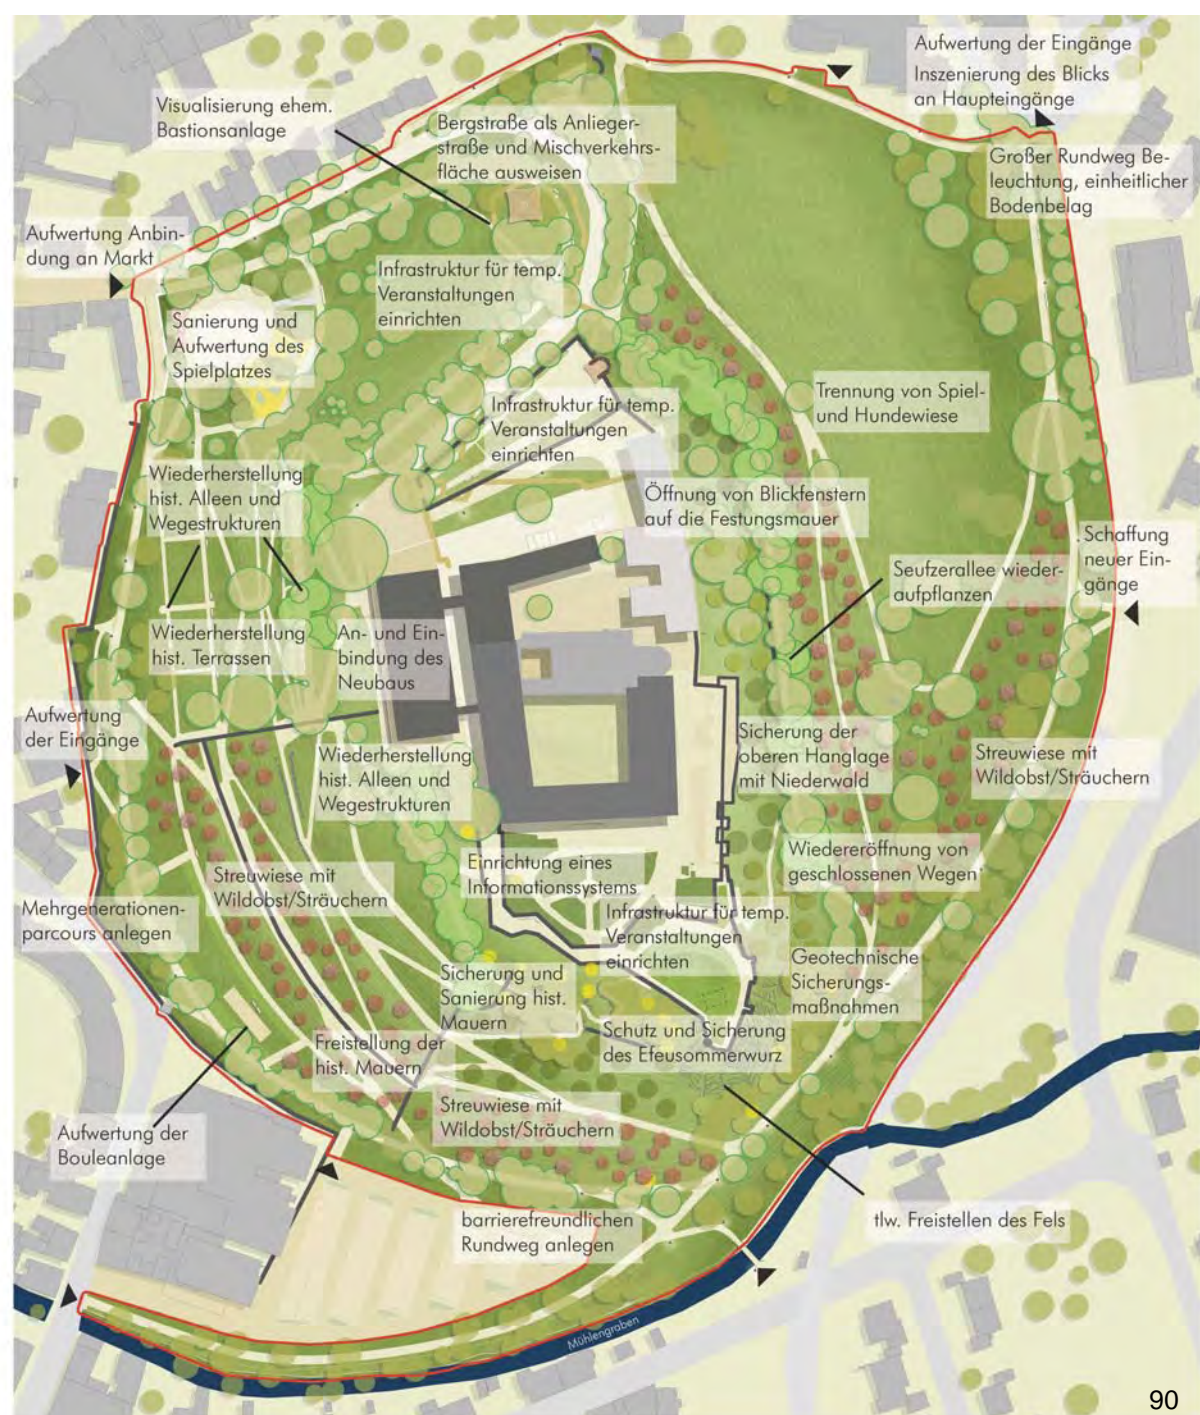 Aufwertung der Eingänge
Inszenierung des Blicks
an Haupteingänge
Visualisierung ehem.
Bastionsanlage
Bergstraße als Anlieger-
straße und Mischverkehrs-
fläche ausweisen
Großer Rundweg Be-
leuchtung, einheitlicher
Bodenbelag
Aufwertung Anbin-
dung an Markt
Infrastruktur für temp.
Veranstaltungen
einrichten
Sanierung und
Aufwertung des
Spielplatzes
Infrastruktur für temp.
Veranstaltungen
einrichten
Trennung von Spiel-
und Hundewiese
Wiederherstellung
hist. Alleen und
Wegestrukturen
Öffnung von Blickfenstern
auf die Festungsmauer
Schaffung
neuer Ein-
gänge
Seufzerallee wieder-
aufpflanzen
Wiederherstellung
hist. Terrassen
An- und Ein-
bindung des
Neubaus
Aufwertung
der Eingänge
Wiederherstellung
hist. Alleen und
Wegestrukturen
Sicherung der
oberen Hanglage
mit Niederwald
Streuwiese mit
Wildobst/Sträuchern
Streuwiese mit
Wildobst/Sträuchern
Einrichtung eines
Informationssystems
Wiedereröffnung von
geschlossenen Wegen
Mehrgenerationen-
parcours anlegen
Infrastruktur für temp.
Veranstaltungen
einrichten
Sicherung und
Sanierung hist.
Mauern
Geotechnische
Sicherungs-
maßnahmen
Freistellung der
hist. Mauern
Schutz und Sicherung
des Efeusommerwurz
Streuwiese mit
Wildobst/Sträuchern
Aufwertung der
Bouleanlage
barrierefreundlichen
Rundweg anlegen
tlw. Freistellen des Fels
Mühlengraben
90